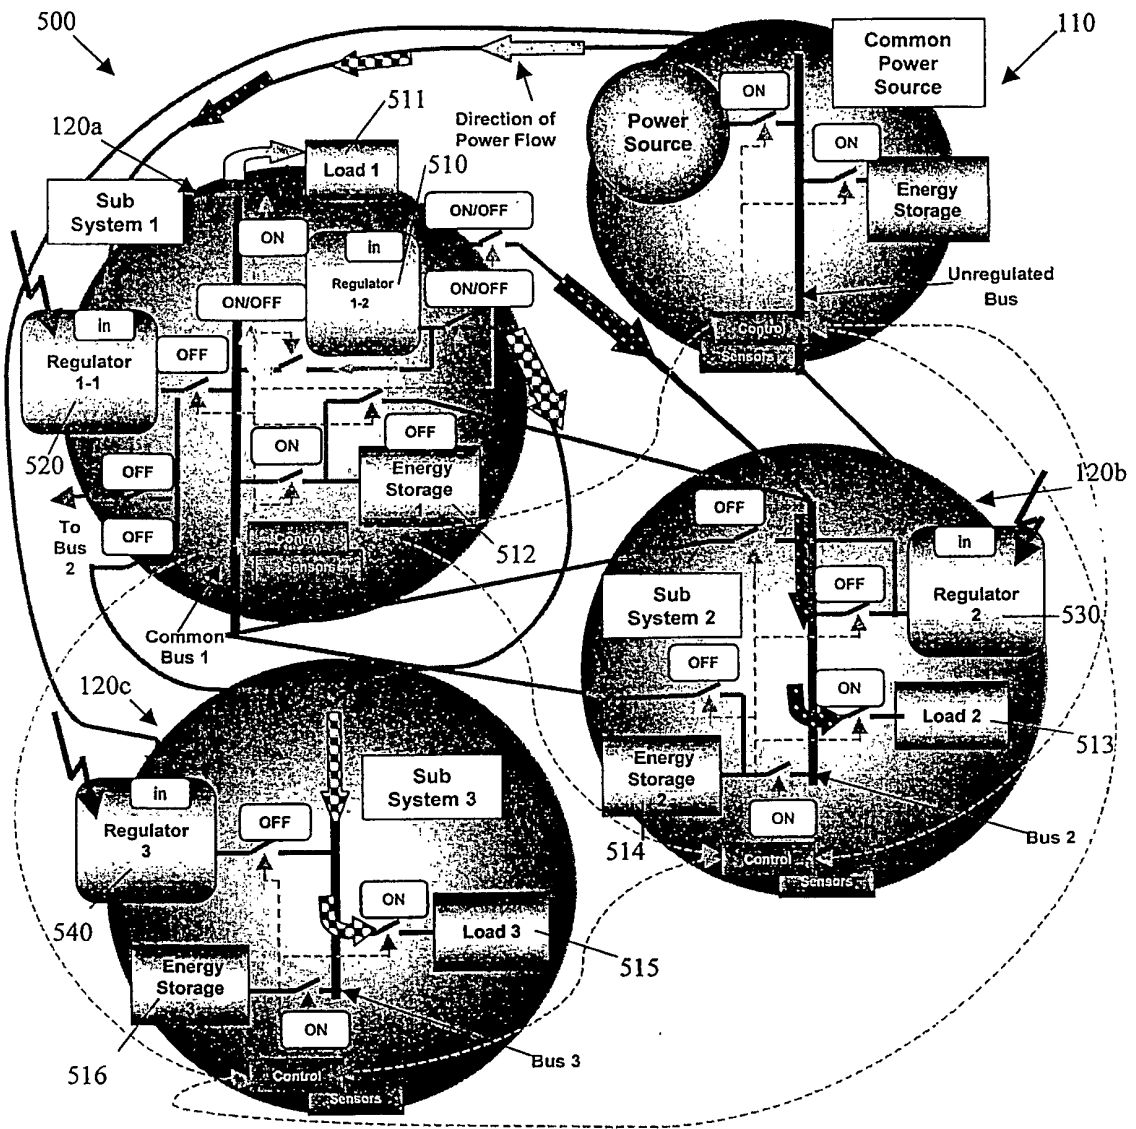 500
110
Common
Power
Source
ON
Power
Source
ON
Energy
Storage
Unregulated
Bus
Control
Sensors
Direction of
Power Flow
120a
511
Load 1
510
Sub
System 1
ON
ON/OFF
in
Regulator
1-2
ON/OFF
ON/OFF
in
Regulator
1-1
OFF
520
ON
OFF
Energy
Storage
1
512
OFF
To
Bus
2
OFF
Control
Sensors
Common
Bus 1
120b
OFF
in
Regulator
2
530
OFF
Sub
System 2
OFF
ON
Load 2
513
Energy
Storage
2
514
ON
Bus 2
Control
Sensors
120c
in
Regulator
3
540
OFF
Sub
System 3
ON
Load 3
515
Energy
Storage
3
516
ON
Bus 3
Control
Sensors